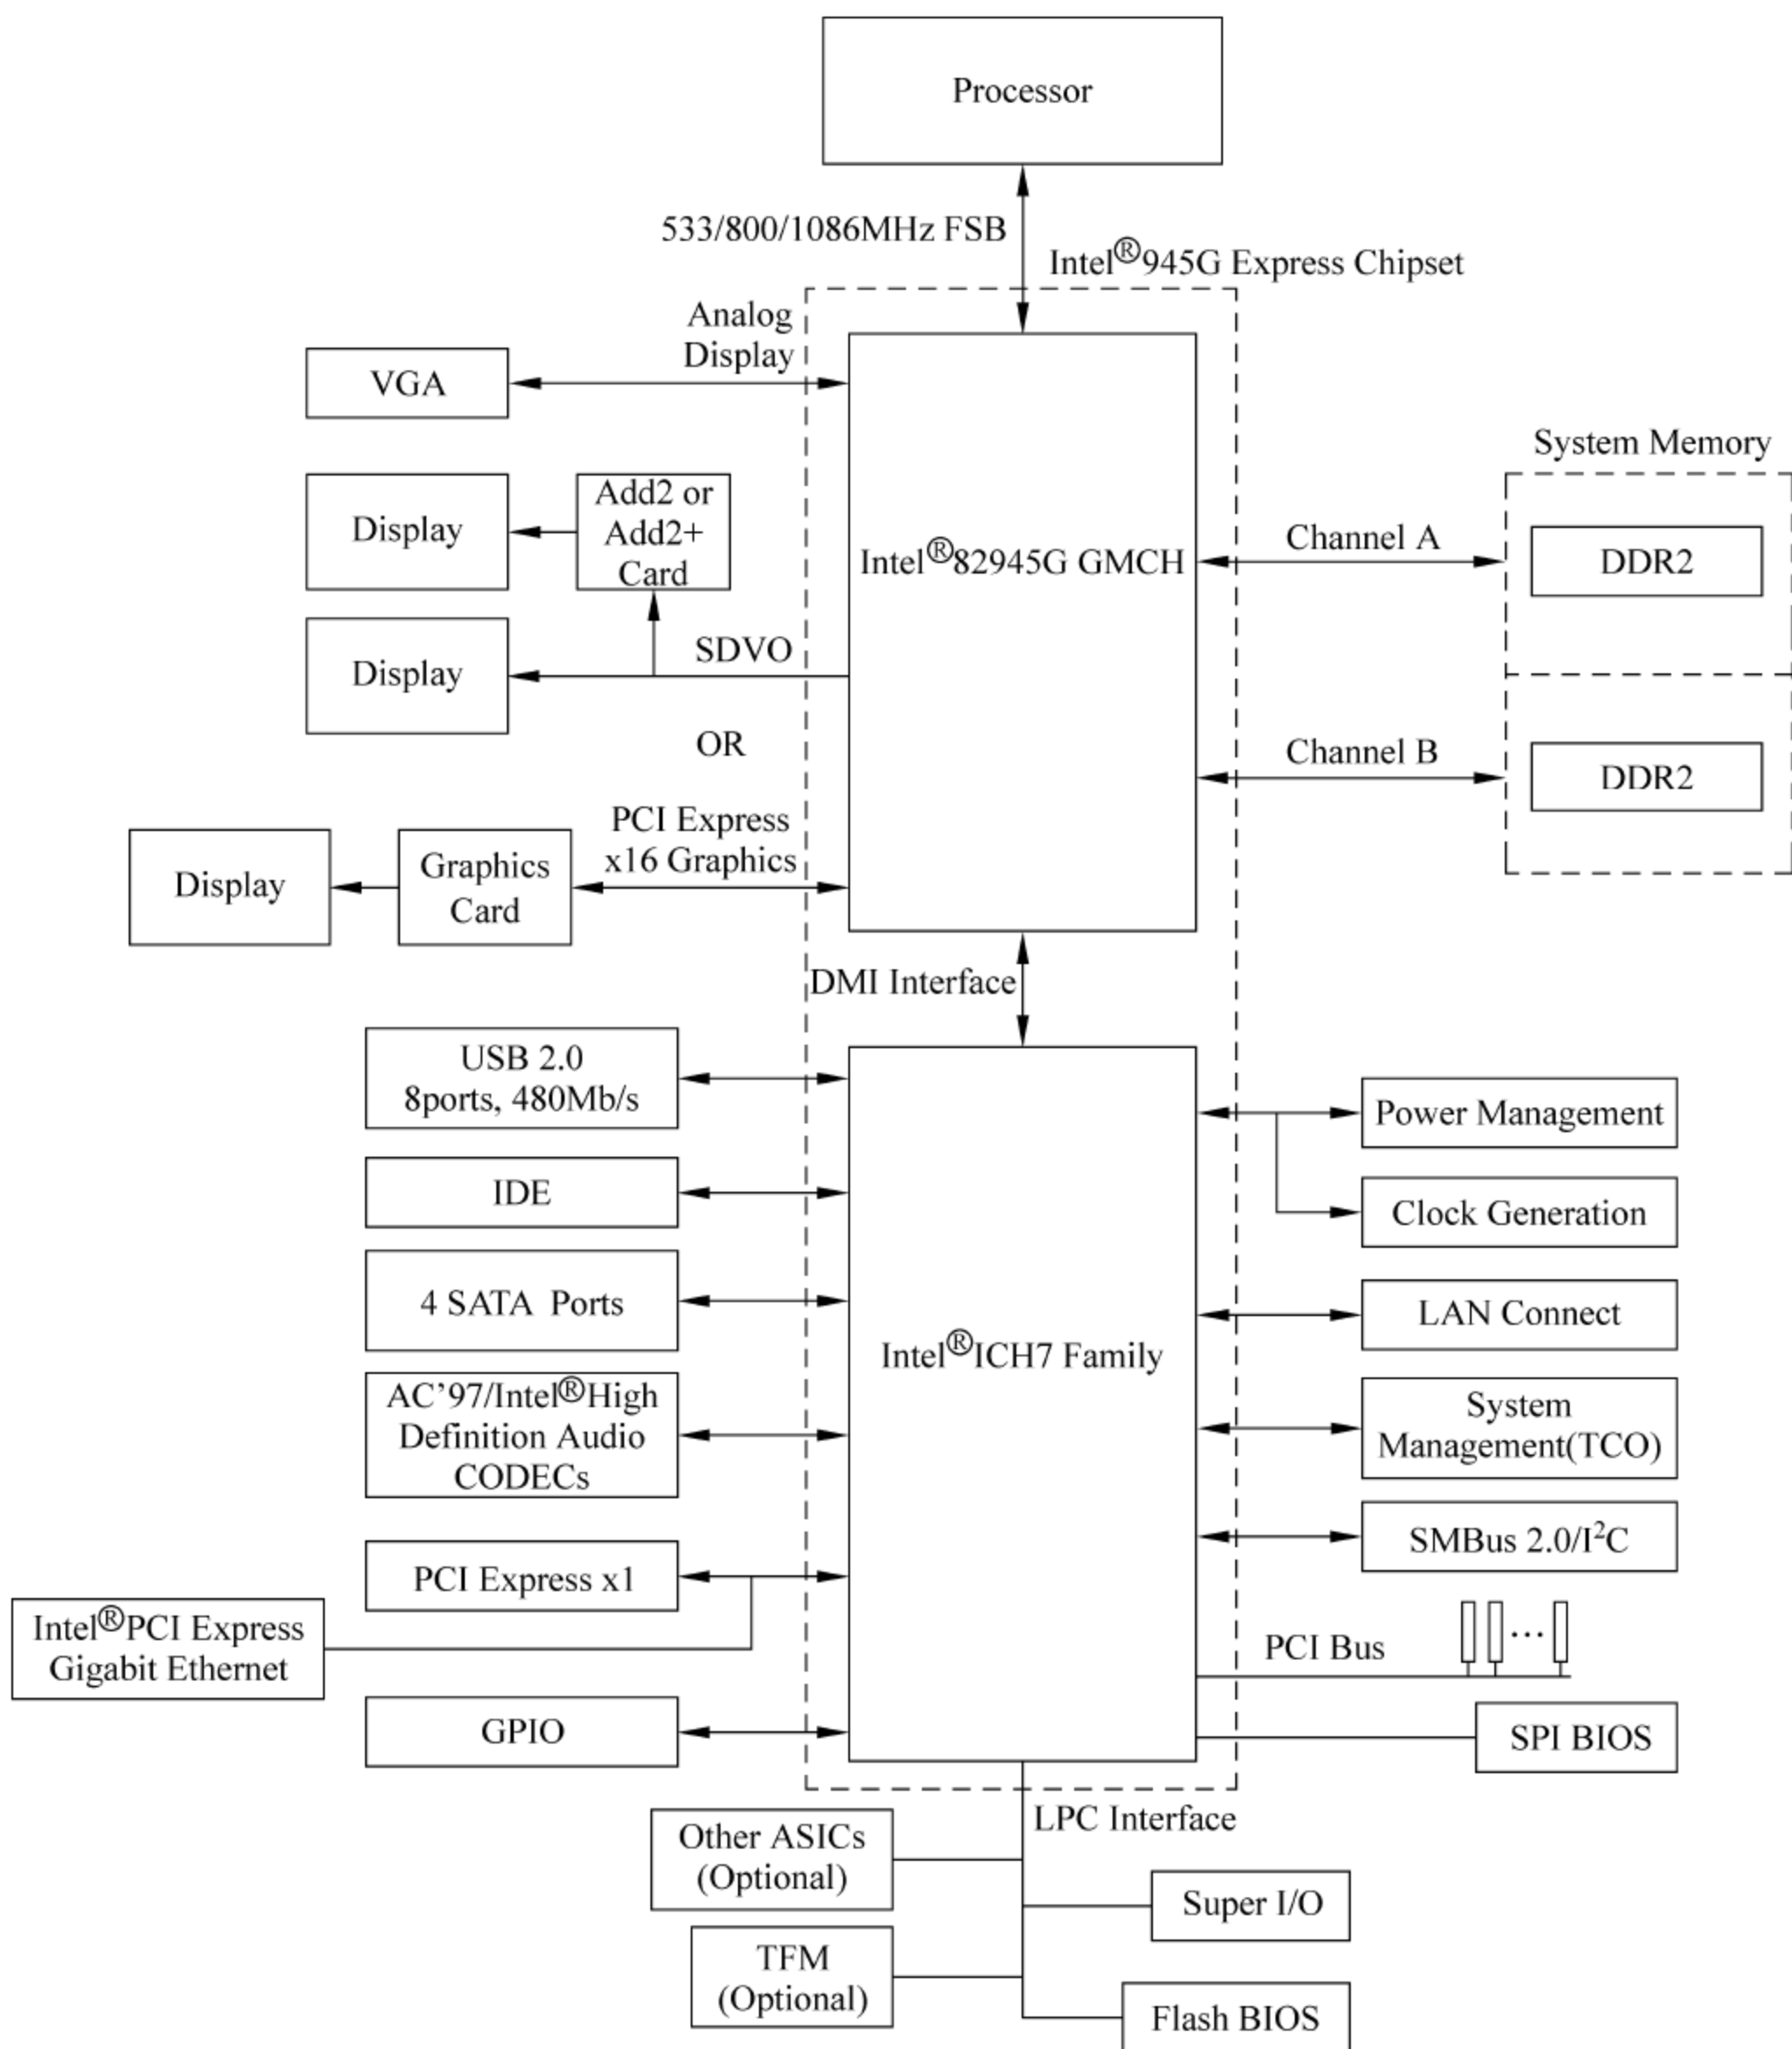 Processor
533/800/1086MHz FSB
Intel®945G Express Chipset
Analog
Display
VGA
System Memory
Display
Add2 or
Add2+
Card
Intel®82945G GMCH
Channel A
DDR2
Display
SDVO
OR
Channel B
DDR2
PCI Express
x16 Graphics
Display
Graphics
Card
DMI Interface
USB 2.0
8ports, 480Mb/s
Power Management
IDE
Clock Generation
4 SATA Ports
LAN Connect
Intel®ICH7 Family
AC’97/Intel®High
Definition Audio
CODECs
System
Management(TCO)
SMBus 2.0/I²C
PCI Express x1
Intel®PCI Express
Gigabit Ethernet
PCI Bus
...
GPIO
SPI BIOS
LPC Interface
Other ASICs
(Optional)
Super I/O
TFM
(Optional)
Flash BIOS